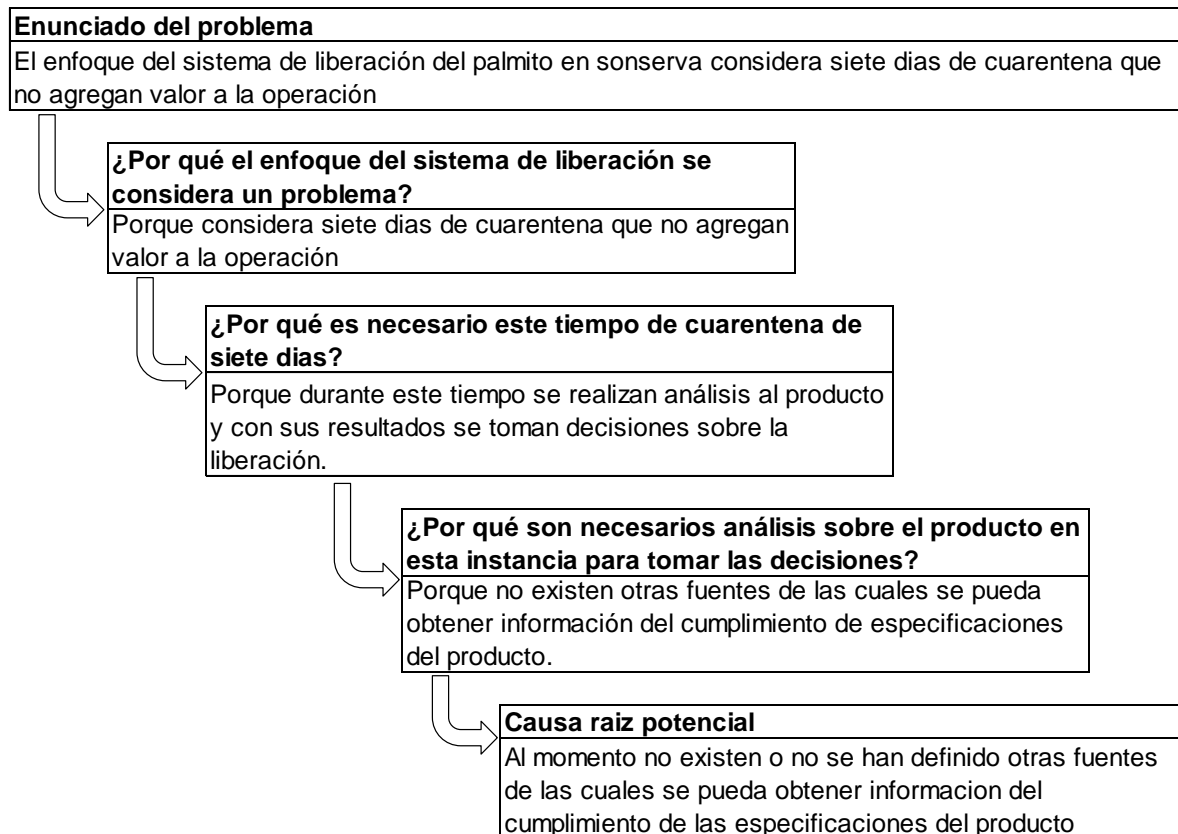 Enunciado del problema
El enfoque del sistema de liberación del palmito en sonserva considera siete dias de cuarentena que
no agregan valor a la operación
¿Por qué el enfoque del sistema de liberación se
considera un problema?
Porque considera siete dias de cuarentena que no agregan
valor a la operación
¿Por qué es necesario este tiempo de cuarentena de
siete dias?
Porque durante este tiempo se realizan análisis al producto
y con sus resultados se toman decisiones sobre la
liberación.
¿Por qué son necesarios análisis sobre el producto en
esta instancia para tomar las decisiones?
Porque no existen otras fuentes de las cuales se pueda
obtener información del cumplimiento de especificaciones
del producto.
Causa raiz potencial
Al momento no existen o no se han definido otras fuentes
de las cuales se pueda obtener informacion del
cumplimiento de las especificaciones del producto